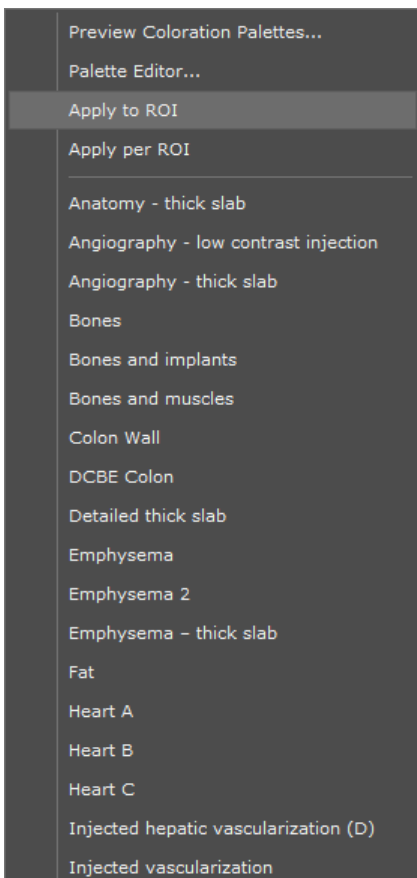 Preview Coloration Palettes...
Palette Editor...
Apply to ROI
Apply per ROI
Anatomy - thick slab
Angiography - low contrast injection
Angiography - thick slab
Bones
Bones and implants
Bones and muscles
Colon Wall
DCBE Colon
Detailed thick slab
Emphysema
Emphysema 2
Emphysema – thick slab
Fat
Heart A
Heart B
Heart C
Injected hepatic vascularization (D)
Injected vascularization